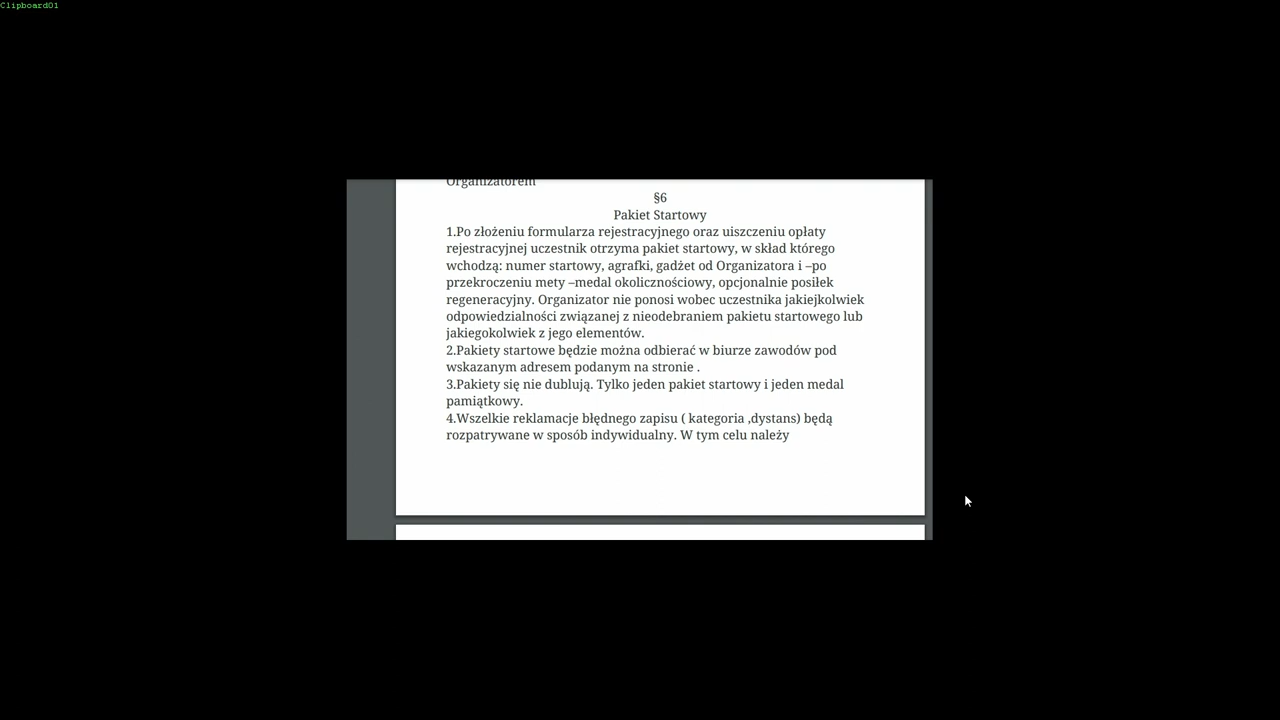 Clipboard01
Organizatorem
§6
Pakiet Startowy
1.Po złożeniu formularza rejestracyjnego oraz uiszczeniu opłaty
rejestracyjnej uczestnik otrzyma pakiet startowy, w skład którego
wchodzą: numer startowy, agrafki, gadżet od Organizatora i –po
przekroczeniu mety –medal okolicznościowy, opcjonalnie posiłek
regeneracyjny. Organizator nie ponosi wobec uczestnika jakiejkolwiek
odpowiedzialności związanej z nieodebraniem pakietu startowego lub
jakiegokolwiek z jego elementów.
2.Pakiety startowe będzie można odbierać w biurze zawodów pod
wskazanym adresem podanym na stronie .
3.Pakiety się nie dublują. Tylko jeden pakiet startowy i jeden medal
pamiątkowy.
4.Wszelkie reklamacje błędnego zapisu ( kategoria ,dystans) będą
rozpatrywane w sposób indywidualny. W tym celu należy